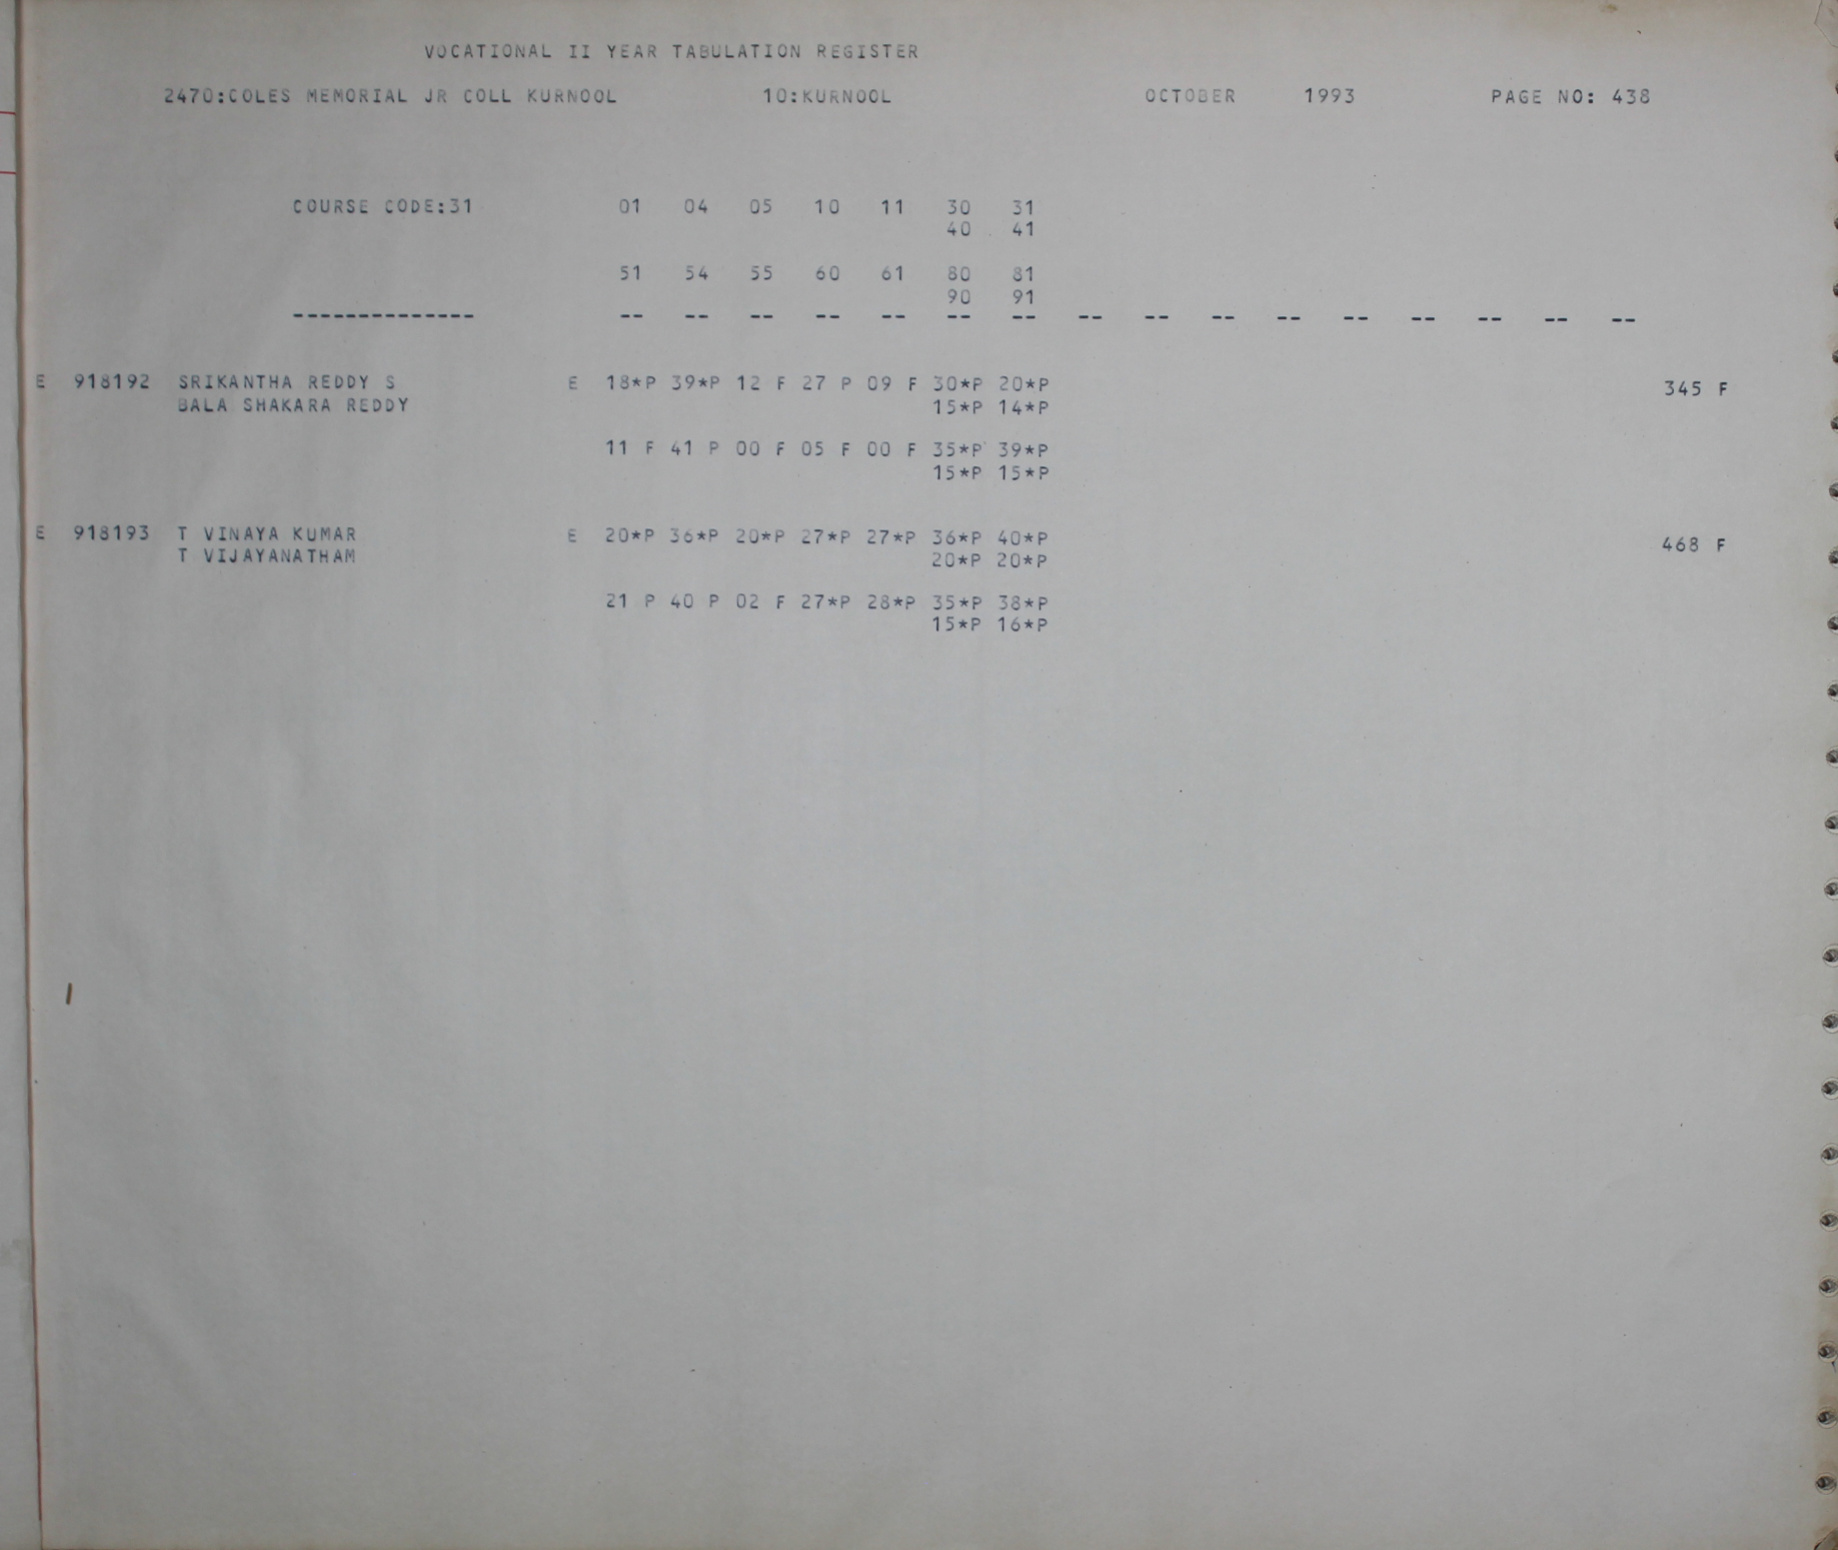 VOCATIONAL II YEAR TABULATION REGISTER
2470:COLES MEMORIAL JR COLL KURNOOL 10:KURNOOL OCTOBER 1993 PAGE NO: 438
COURSE CODE:31 01 04 05 10 11 30 31
40 41
51 54 55 60 61 80 81
90 91
-------------- -- -- -- -- -- -- -- -- -- -- -- -- -- -- -- --
E 918192 SRIKANTHA REDDY S E 18*P 39*P 12 F 27 P 09 F 30*P 20*P 345 F
BALA SHAKARA REDDY 15*P 14*P
11 F 41 P 00 F 05 F 00 F 35*P 39*P
15*P 15*P
E 918193 T VINAYA KUMAR E 20*P 36*P 20*P 27*P 27*P 36*P 40*P 468 F
T VIJAYANATHAM 20*P 20*P
21 P 40 P 02 F 27*P 28*P 35*P 38*P
15*P 16*P